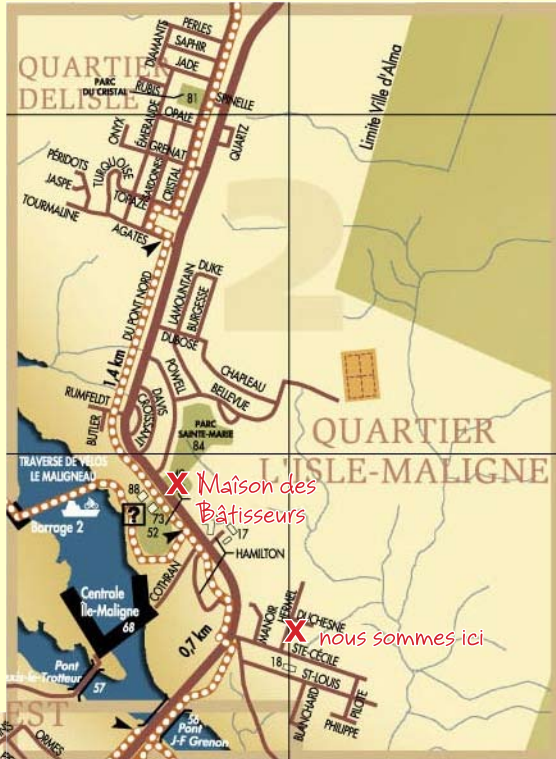 PERLES
DIAMANTS
SAPHIR
JADE
QUARTIER
DELISLE
PARC
DU CRISTAL
RUBIS
81
SPINELLE
OPALE
ÉMERAUDE
ONYX
GRENAT
QUARTZ
Limite Ville d'Alma
PÉRIDOTS
JASPE
TURQUOISE
SARDOINES
CRISTAL
TOPAZE
TOURMALINE
AGATES
2
DUKE
LAMOUNTAIN
BURGESSE
DU PONT NORD
1,4 km
DUBOSE
POWELL
CHAPLEAU
BELLEVUE
RUMFELDT
BUTLER
DAVIS
CROISSANT
PARC
SAINTE-MARIE
84
QUARTIER
L'ISLE-MALIGNE
TRAVERSE DE VÉLOS
LE MALIGNEAU
88
X Maîson des
Bâtisseurs
?
73
52
17
Barrage 2
HAMILTON
COTHRAN
Centrale
Île-Maligne
68
0,7 km
MANOIR
HERMEL
DUCHESNE
X nous sommes ici
STE-CÉCILE
18
ST-LOUIS
Pont
57
BLANCHARD
PHILIPPE
PILOTE
EST
Pont
J-F Grenon
ORMES